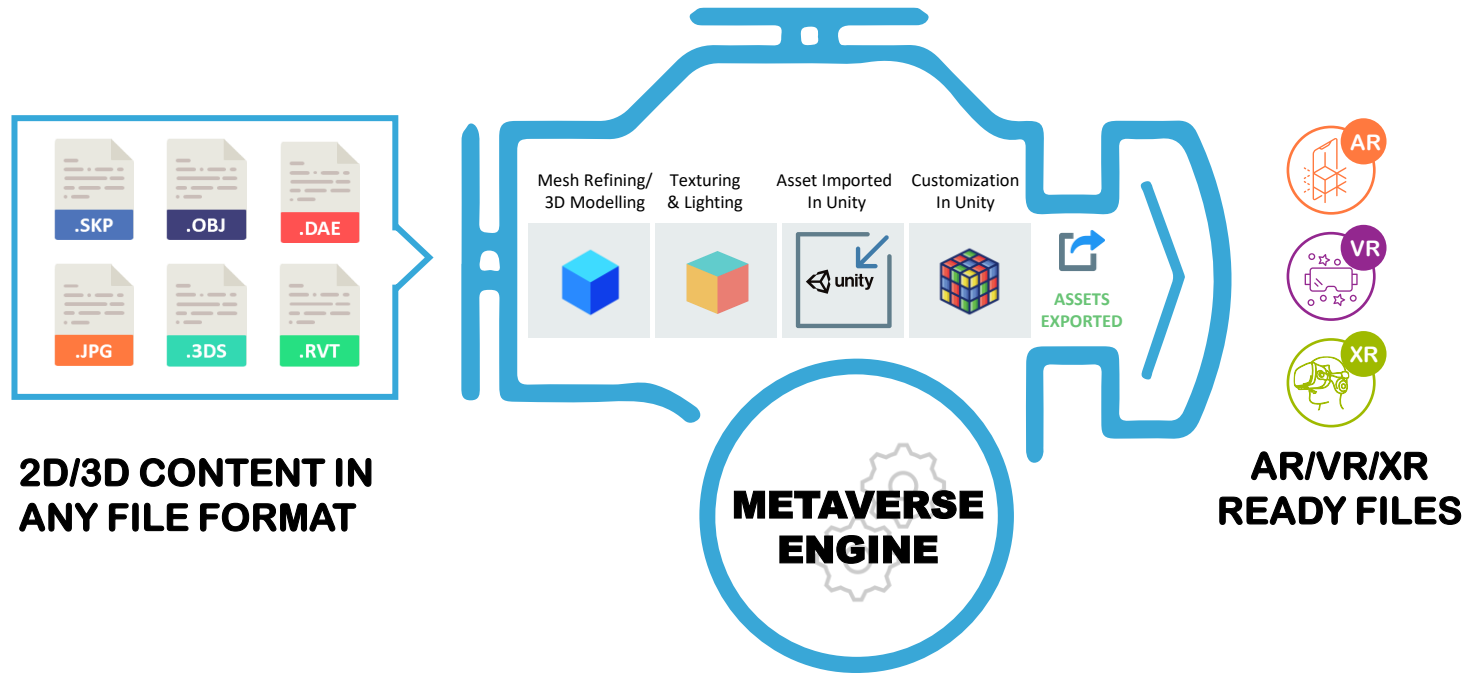 .SKP
.OBJ
.DAE
.JPG
.3DS
.RVT
2D/3D CONTENT IN
ANY FILE FORMAT
Mesh Refining/
3D Modelling
Texturing
& Lighting
Asset Imported
In Unity
Customization
In Unity
unity
ASSETS
EXPORTED
METAVERSE
ENGINE
AR
VR
XR
AR/VR/XR
READY FILES